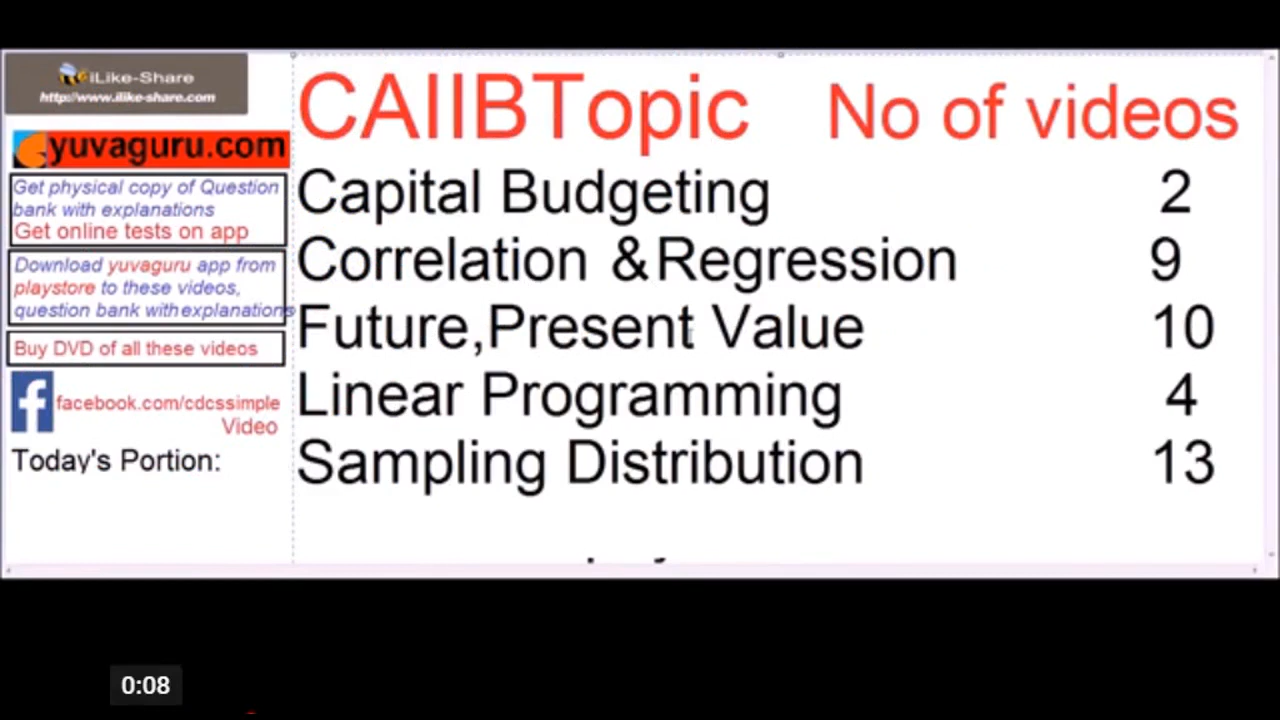 iLike-Share
http://www.ilike-share.com
yuvaguru.com
Get physical copy of Question
bank with explanations
Get online tests on app
Download yuvaguru app from
playstore to these videos,
question bank with explanations
Buy DVD of all these videos
f facebook.com/cdcssimple
Video
Today's Portion:
CAIIB Topic No of videos
Capital Budgeting 2
Correlation & Regression 9
Future,Present Value 10
Linear Programming 4
Sampling Distribution 13
0:08